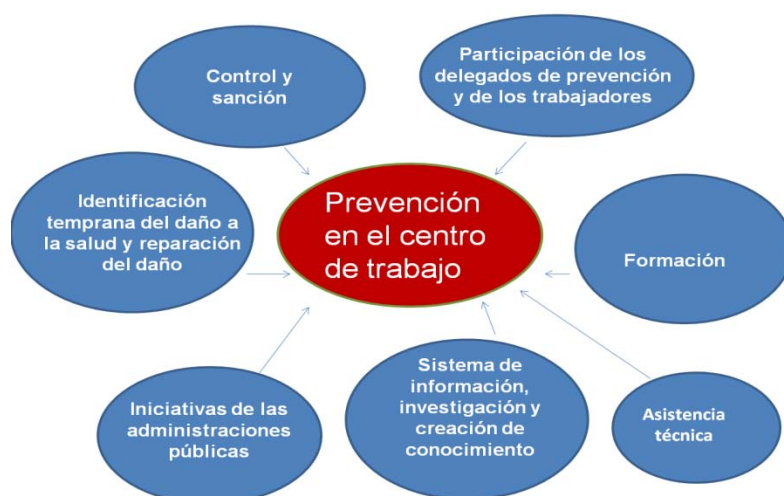 Control y
sanción
Participación de los
delegados de prevención
y de los trabajadores
Identificación
temprana del daño a
la salud y reparación
del daño
Prevención
en el centro
de trabajo
Formación
Iniciativas de las
administraciones
públicas
Sistema de
información,
investigación y
creación de
conocimiento
Asistencia
técnica